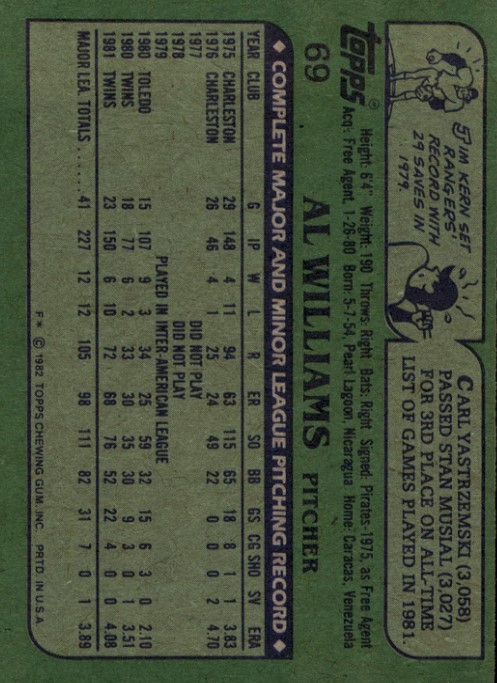 JIM KERN SET
RANGERS'
RECORD WITH
29 SAVES IN
1979.
CARL YASTRZEMSKI (3,058)
PASSED STAN MUSIAL (3,027)
FOR 3RD PLACE ON ALL-TIME
LIST OF GAMES PLAYED IN 1981.
topps®
69 AL WILLIAMS PITCHER
Height: 6'4" Weight: 190 Throws: Right Bats: Right Signed: Pirates-1975, as Free Agent
Acq: Free Agent, 1-26-80 Born: 5-7-54, Pearl Lagoon, Nicaragua Home: Caracas, Venezuela
◆ COMPLETE MAJOR AND MINOR LEAGUE PITCHING RECORD ◆
YEAR CLUB G IP W L R ER SO BB GS CG SHO SV ERA
1975 CHARLESTON 29 148 4 11 94 63 115 65 18 8 1 1 3.83
1976 CHARLESTON 26 46 4 1 25 24 49 22 0 0 0 2 4.70
1977 DID NOT PLAY
1978 DID NOT PLAY
1979 PLAYED IN INTER-AMERICAN LEAGUE
1980 TOLEDO 15 107 9 3 34 25 59 32 15 6 3 0 2.10
1980 TWINS 18 77 6 2 33 30 35 30 9 3 0 1 3.51
1981 TWINS 23 150 6 10 72 68 76 52 22 4 0 0 4.08
MAJOR LEA. TOTALS ..... 41 227 12 12 105 98 111 82 31 7 0 1 3.89
F* © 1982 TOPPS CHEWING GUM, INC. PRTD. IN U.S.A.